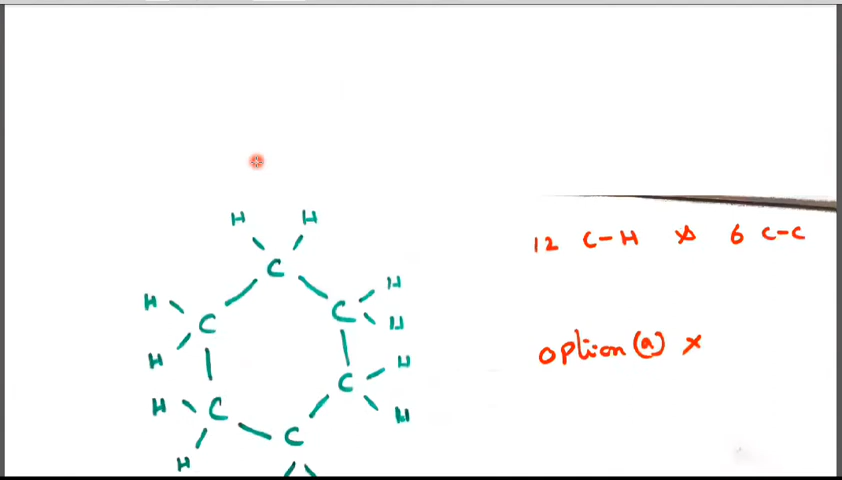 H H
12 C-H 6 C-C
C
H C H
H C H
H C H
H C C H
H C
option (a) ×